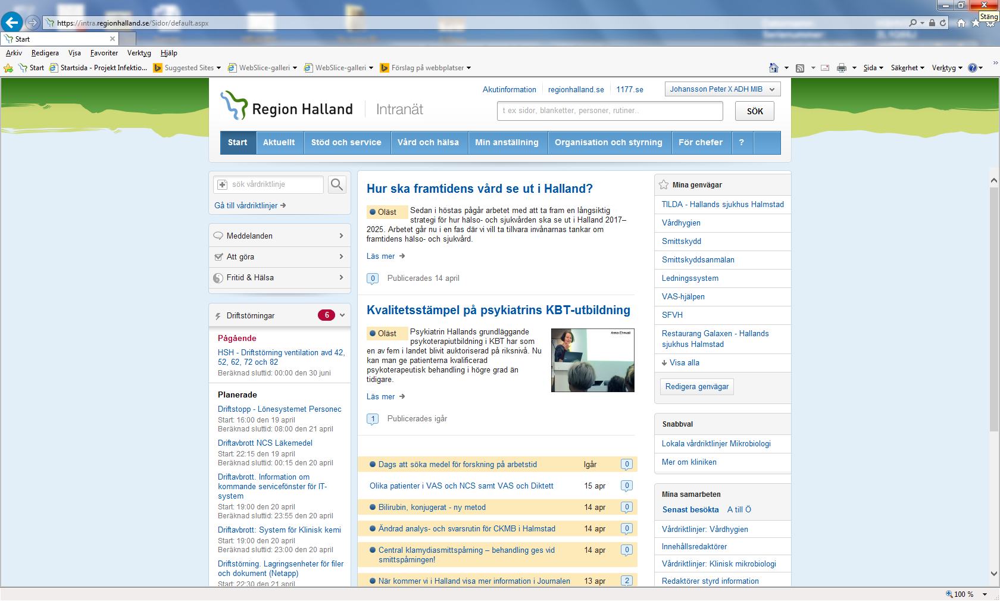 Stäng
https://intra.regionhalland.se/Sidor/default.aspx
Start
Arkiv Redigera Visa Favoriter Verktyg Hjälp
Start Startsida - Projekt Infektio... Suggested Sites WebSlice-galleri WebSlice-galleri Förslag på webbplatser Sida Säkerhet Verktyg
Akutinformation regionhalland.se 1177.se Johansson Peter X ADH MIB
Region Halland Intranät
t ex sidor, blanketter, personer, rutiner.. SÖK
Start Aktuellt Stöd och service Vård och hälsa Min anställning Organisation och styrning För chefer ?
sök vårdriktlinje
Gå till vårdriktlinjer
Meddelanden
Att göra
Fritid & Hälsa
Driftstörningar 6
Pågående
HSH - Driftstörning ventilation avd 42,
52, 62, 72 och 82
Beräknad sluttid: 00:00 den 30 juni
Planerade
Driftstopp - Lönesystemet Personec
Start: 16:00 den 19 april
Beräknad sluttid: 08:00 den 21 april
Driftavbrott NCS Läkemedel
Start: 22:15 den 19 april
Beräknad sluttid: 00:15 den 20 april
Driftavbrott. Information om
kommande servicefönster för IT-
system
Start: 19:00 den 20 april
Beräknad sluttid: 23:55 den 20 april
Driftavbrott: System för Klinisk kemi
Start: 19:00 den 20 april
Beräknad sluttid: 23:00 den 20 april
Driftstörning. Lagringsenheter för filer
och dokument (Netapp)
Start: 22:30 den 21 april
Hur ska framtidens vård se ut i Halland?
Oläst Sedan i höstas pågår arbetet med att ta fram en långsiktig
strategi för hur hälso- och sjukvården ska se ut i Halland 2017–
2025. Arbetet går nu i en fas där vi vill ta tillvara invånarnas tankar om
framtidens hälso- och sjukvård.
Läs mer
0 Publicerades 14 april
Kvalitetsstämpel på psykiatrins KBT-utbildning
Oläst Psykiatrin Hallands grundläggande
psykoterapiutbildning i KBT har som
en av fem i landet blivit auktoriserad på riksnivå. Nu
kan man ge patienterna kvalificerad
psykoterapeutisk behandling i högre grad än
tidigare.
Anna Ehnvall
Läs mer
1 Publicerades igår
Dags att söka medel för forskning på arbetstid Igår 0
Olika patienter i VAS och NCS samt VAS och Diktett 15 apr 0
Bilirubin, konjugerat - ny metod 14 apr 0
Ändrad analys- och svarsrutin för CKMB i Halmstad 14 apr 0
Central klamydiasmittspårning – behandling ges vid 14 apr 0
smittspårningen!
När kommer vi i Halland visa mer information i Journalen 13 apr 2
Mina genvägar
TILDA - Hallands sjukhus Halmstad
Vårdhygien
Smittskydd
Smittskyddsanmälan
Ledningssystem
VAS-hjälpen
SFVH
Restaurang Galaxen - Hallands
sjukhus Halmstad
Visa alla
Redigera genvägar
Snabbval
Lokala vårdriktlinjer Mikrobiologi
Mer om kliniken
Mina samarbeten
Senast besökta A till Ö
Vårdriktlinjer: Vårdhygien
Innehållsredaktörer
Vårdriktlinjer: Klinisk mikrobiologi
Redaktörer styrd information
100 %